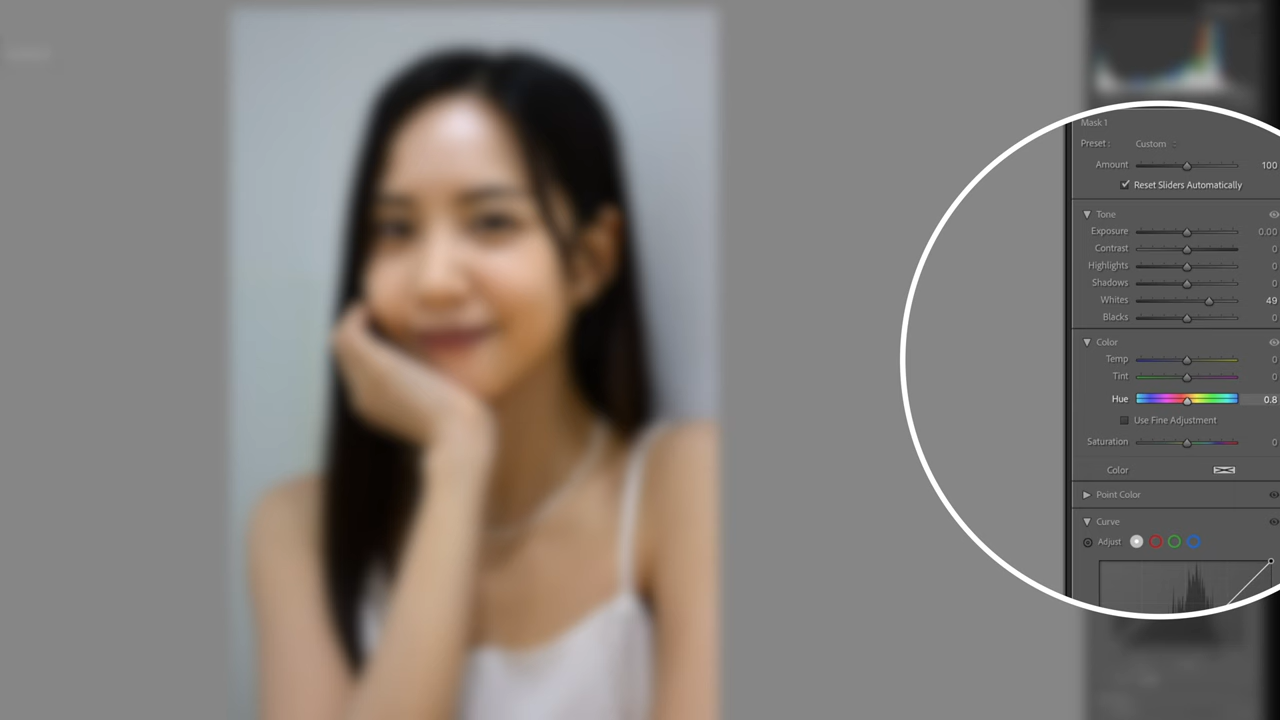 Mask 1
Preset : Custom
Amount 100
Reset Sliders Automatically
Tone
Exposure 0.00
Contrast 0
Highlights 0
Shadows 0
Whites 49
Blacks 0
Color
Temp 0
Tint 0
Hue 0.8
Use Fine Adjustment
Saturation 0
Color
Point Color
Curve
Adjust